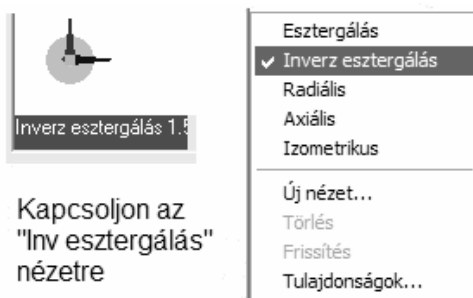 Inverz esztergálás 1.5
Kapcsoljon az
"Inv esztergálás"
nézetre
Esztergálás
Inverz esztergálás
Radiális
Axiális
Izometrikus
Új nézet...
Törlés
Frissítés
Tulajdonságok...